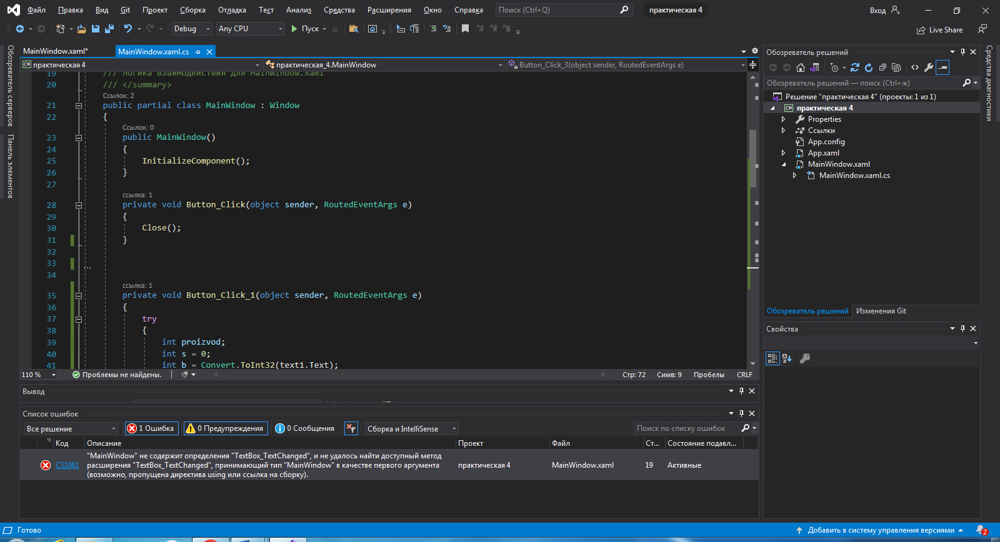 Файл Правка Вид Git Проект Сборка Отладка Тест Анализ Средства Расширения Окно Справка Поиск (Ctrl+Q) практическая 4 Вход
Debug Any CPU Пуск Live Share
Обозреватель серверов
Панель элементов
MainWindow.xaml* MainWindow.xaml.cs
практическая 4 практическая_4.MainWindow Button_Click_3(object sender, RoutedEventArgs e)
19 /// Логика взаимодействия для MainWindow.xaml
20 /// </summary>
Ссылок: 2
21 public partial class MainWindow : Window
22 {
Ссылок: 0
23 public MainWindow()
24 {
25 InitializeComponent();
26 }
27
ссылка: 1
28 private void Button_Click(object sender, RoutedEventArgs e)
29 {
30 Close();
31 }
32
33 ...
34
ссылка: 1
35 private void Button_Click_1(object sender, RoutedEventArgs e)
36 {
37 try
38 {
39 int proizvod;
40 int s = 0;
41 int b = Convert.ToInt32(text1.Text);
110 % Проблемы не найдены. Стр: 72 Симв: 9 Пробелы CRLF
Вывод
Список ошибок
Все решение 1 Ошибка 0 Предупреждения 0 Сообщения Сборка и IntelliSense Поиск по списку ошибок
Код Описание Проект Файл Ст... Состояние подавл...
"MainWindow" не содержит определения "TextBox_TextChanged", и не удалось найти доступный метод
CS1061 расширения "TextBox_TextChanged", принимающий тип "MainWindow" в качестве первого аргумента практическая 4 MainWindow.xaml 19 Активные
(возможно, пропущена директива using или ссылка на сборку).
Обозреватель решений
Обозреватель решений — поиск (Ctrl+ж)
Решение "практическая 4" (проекты: 1 из 1)
практическая 4
Properties
Ссылки
App.config
App.xaml
MainWindow.xaml
MainWindow.xaml.cs
Обозреватель решений Изменения Git
Свойства
Средства диагностики
Готово Добавить в систему управления версиями 2